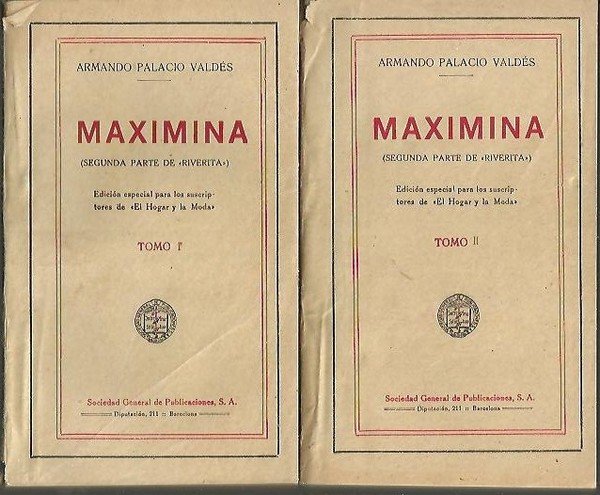 ARMANDO PALACIO VALDÉS
MAXIMINA
(SEGUNDA PARTE DE «RIVERITA»)
Edición especial para los suscrip-
tores de «El Hogar y la Moda»
TOMO I
Sociedad General de Publicaciones, S. A.
Diputación, 211 :: Barcelona
ARMANDO PALACIO VALDÉS
MAXIMINA
(SEGUNDA PARTE DE «RIVERITA»)
Edición especial para los suscrip-
tores de «El Hogar y la Moda»
TOMO II
Sociedad General de Publicaciones, S. A.
Diputación, 211 :: Barcelona